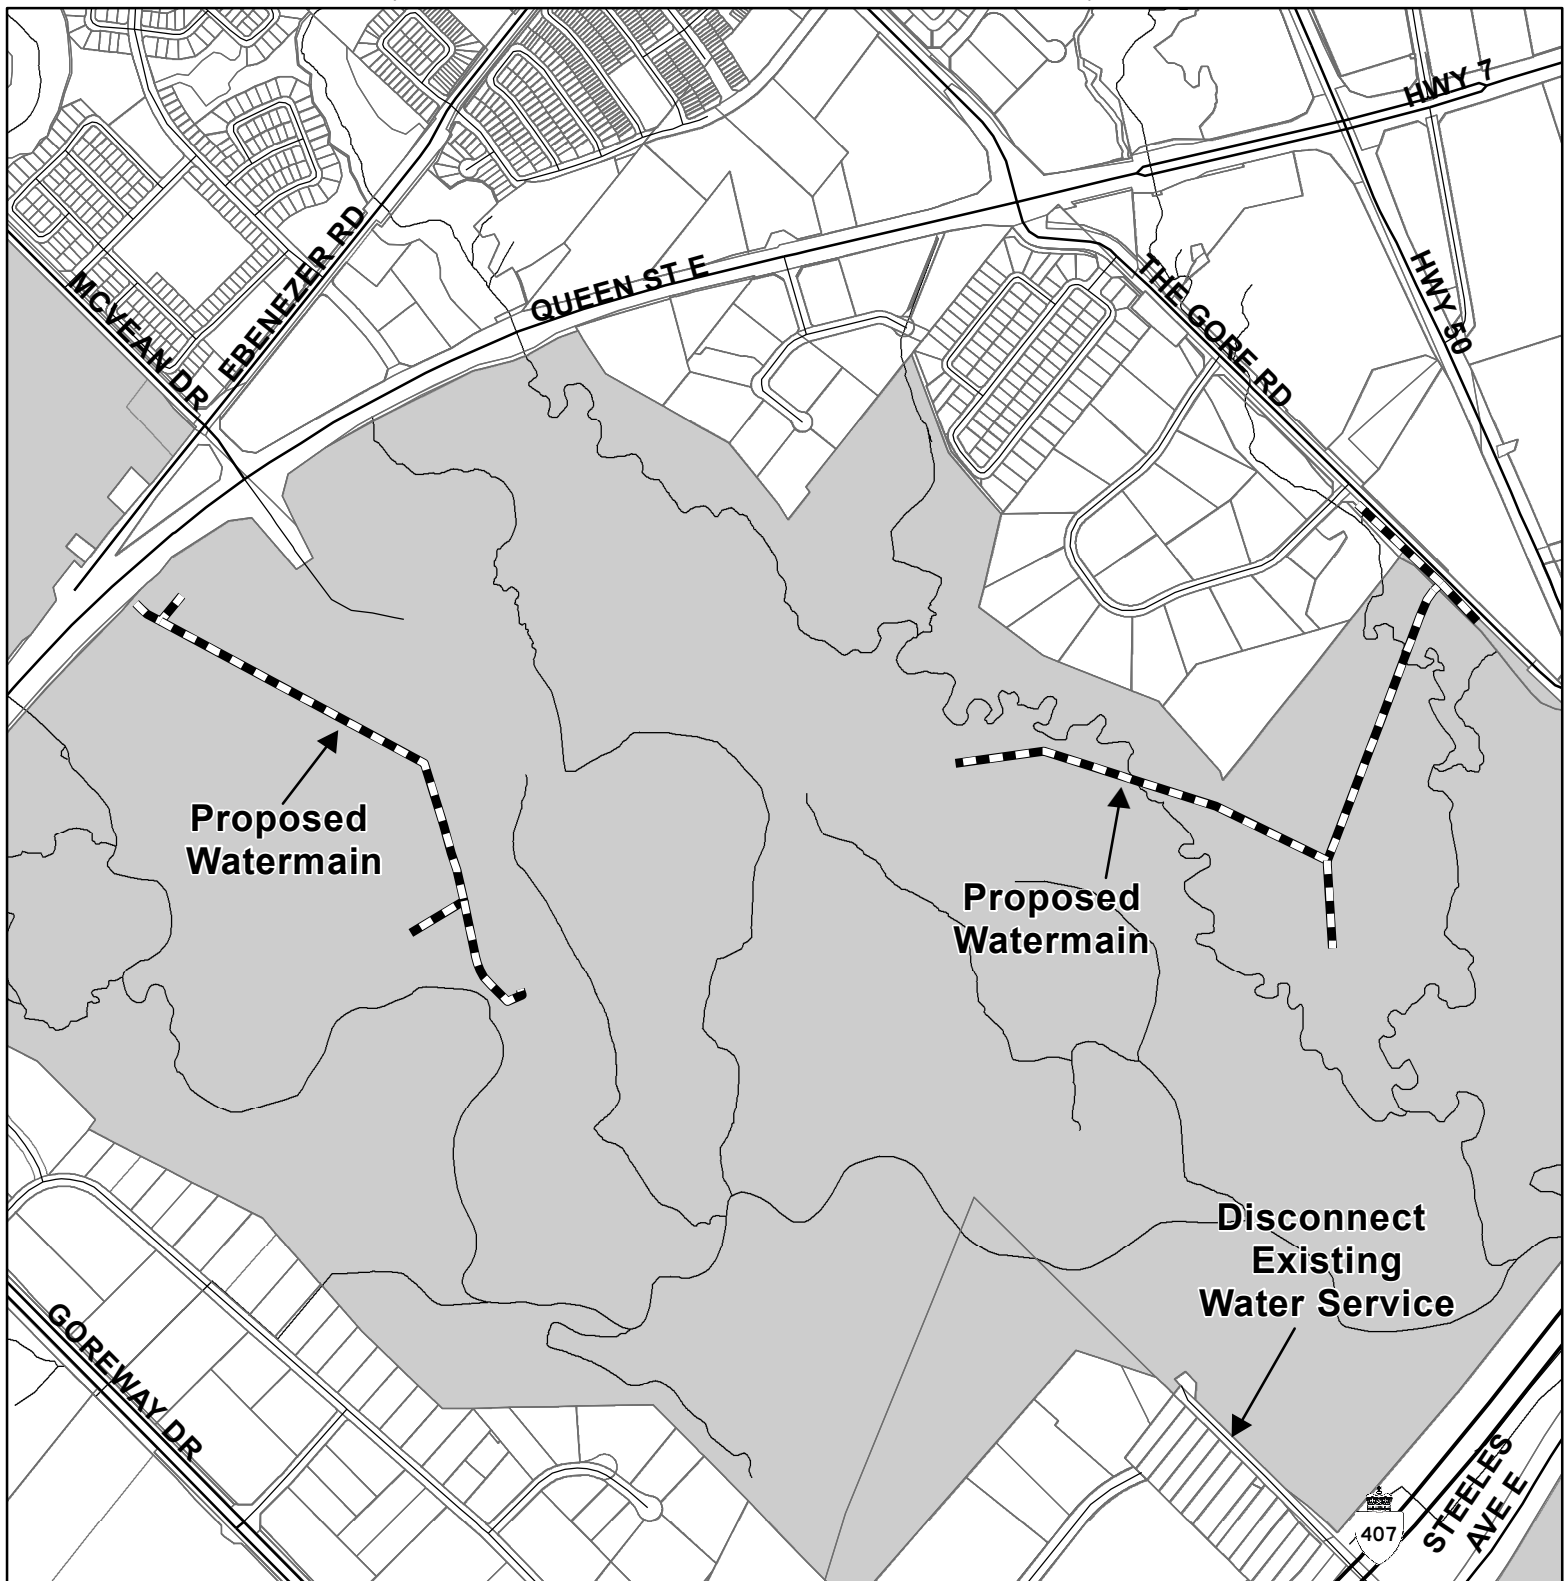 HWY 7
MCVEAN DR
EBENEZER RD
QUEEN ST E
THE GORE RD
HWY 50
Proposed
Watermain
Proposed
Watermain
Disconnect
Existing
Water Service
GOREWAY DR
407
STEELES
AVE E